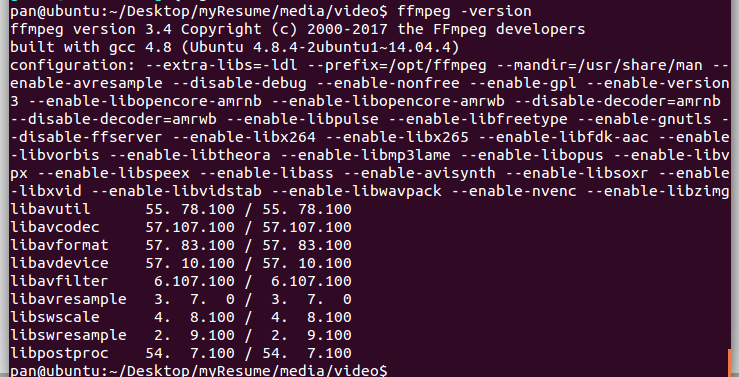 pan@ubuntu:~/Desktop/myResume/media/video$ ffmpeg -version
ffmpeg version 3.4 Copyright (c) 2000-2017 the FFmpeg developers
built with gcc 4.8 (Ubuntu 4.8.4-2ubuntu1~14.04.4)
configuration: --extra-libs=-ldl --prefix=/opt/ffmpeg --mandir=/usr/share/man --
enable-avresample --disable-debug --enable-nonfree --enable-gpl --enable-version
3 --enable-libopencore-amrnb --enable-libopencore-amrwb --disable-decoder=amrnb
--disable-decoder=amrwb --enable-libpulse --enable-libfreetype --enable-gnutls -
-disable-ffserver --enable-libx264 --enable-libx265 --enable-libfdk-aac --enable
-libvorbis --enable-libtheora --enable-libmp3lame --enable-libopus --enable-libv
px --enable-libspeex --enable-libass --enable-avisynth --enable-libsoxr --enable
-libxvid --enable-libvidstab --enable-libwavpack --enable-nvenc --enable-libzimg
libavutil      55. 78.100 / 55. 78.100
libavcodec     57.107.100 / 57.107.100
libavformat    57. 83.100 / 57. 83.100
libavdevice    57. 10.100 / 57. 10.100
libavfilter     6.107.100 /  6.107.100
libavresample   3.  7.  0 /  3.  7.  0
libswscale      4.  8.100 /  4.  8.100
libswresample   2.  9.100 /  2.  9.100
libpostproc    54.  7.100 / 54.  7.100
pan@ubuntu:~/Desktop/myResume/media/video$